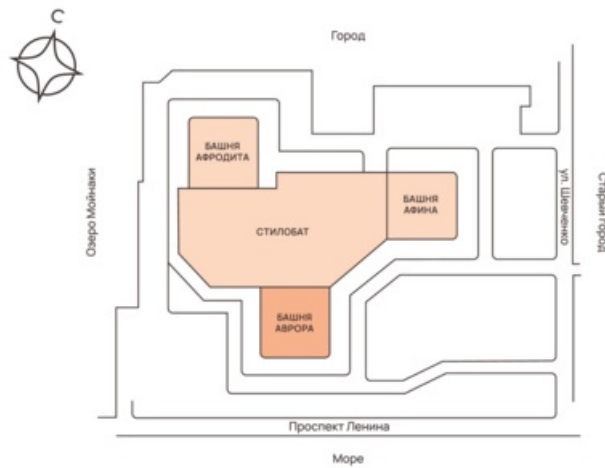 С
Город
БАШНЯ
АФРОДИТА
Озеро Мойнаки
СТИЛОБАТ
БАШНЯ
АФИНА
ул. Шевченко
Старый город
БАШНЯ
АВРОРА
Проспект Ленина
Море